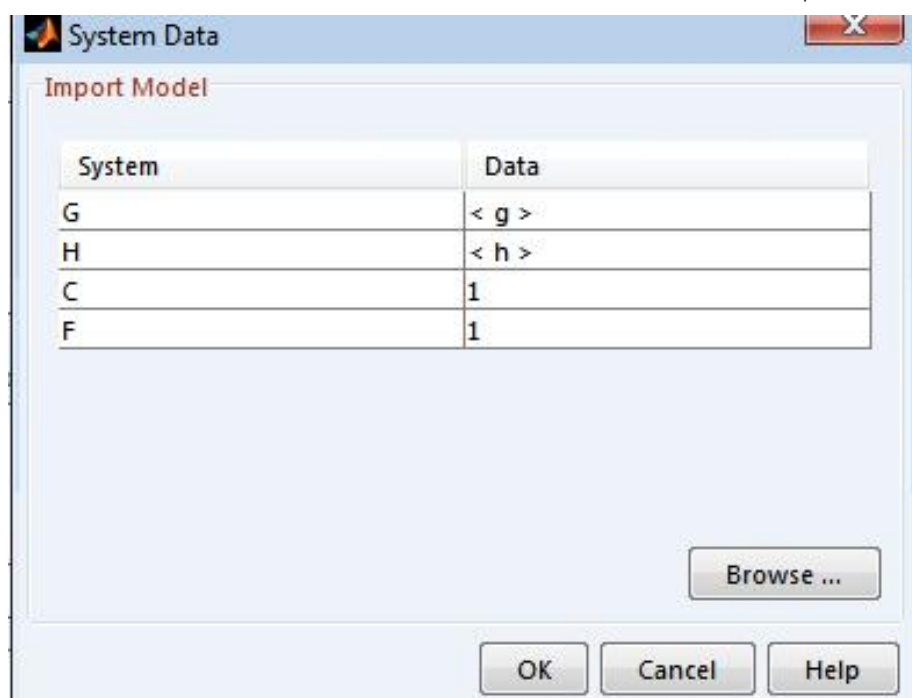 System Data
X
Import Model
System Data
G < g >
H < h >
C 1
F 1
Browse ...
OK Cancel Help